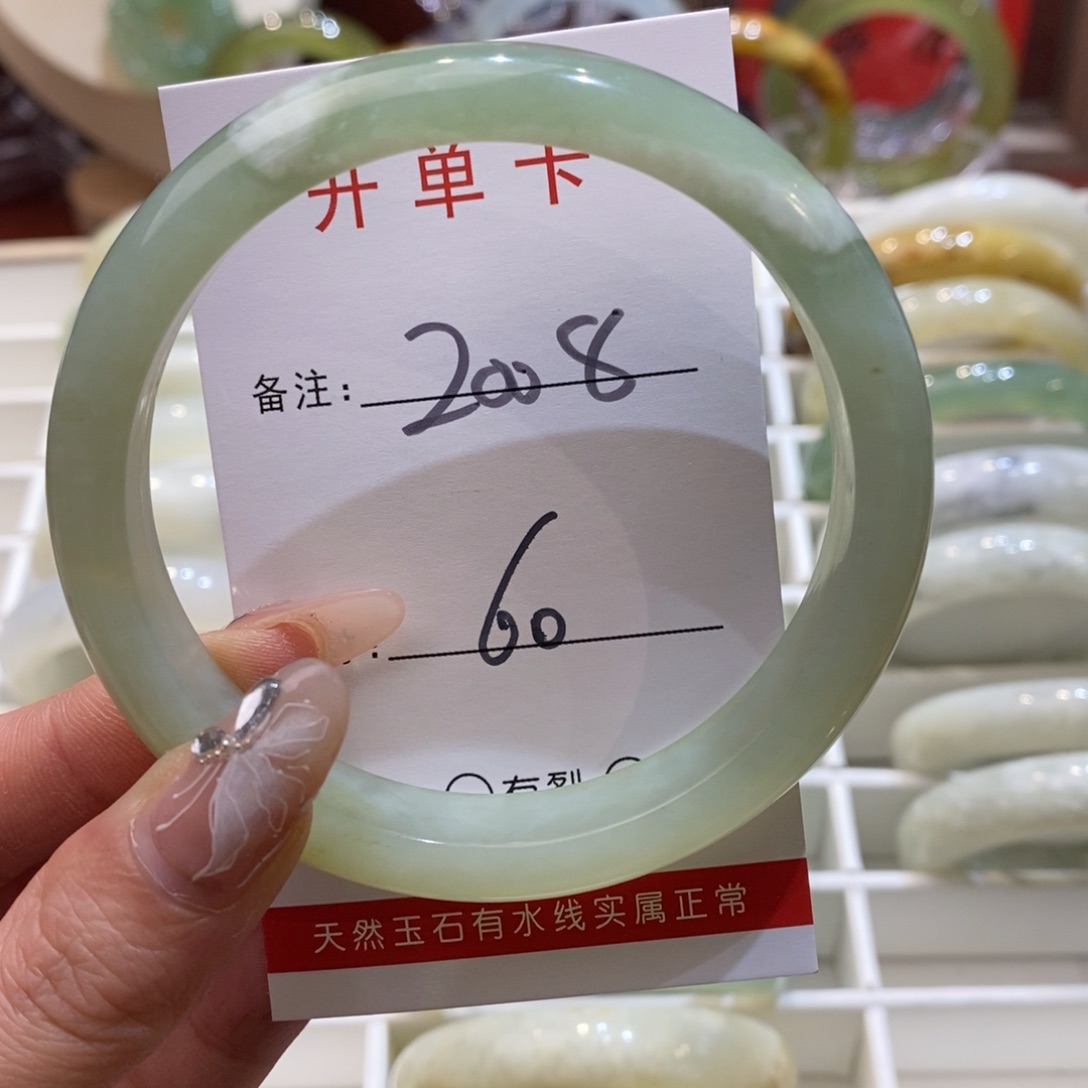 开单卡
备注: 2008
: 60
○有裂 ○
天然玉石有水线实属正常